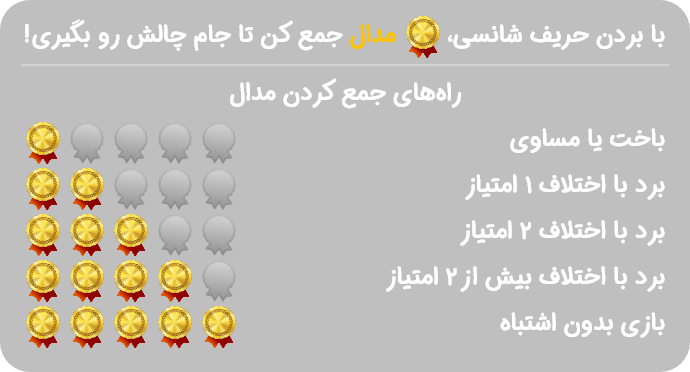 با بردن حریف شانسی، مدال جمع کن تا جام چالش رو بگیری!
راه‌های جمع کردن مدال
باخت یا مساوی
برد با اختلاف ۱ امتیاز
برد با اختلاف ۲ امتیاز
برد با اختلاف بیش از ۲ امتیاز
بازی بدون اشتباه